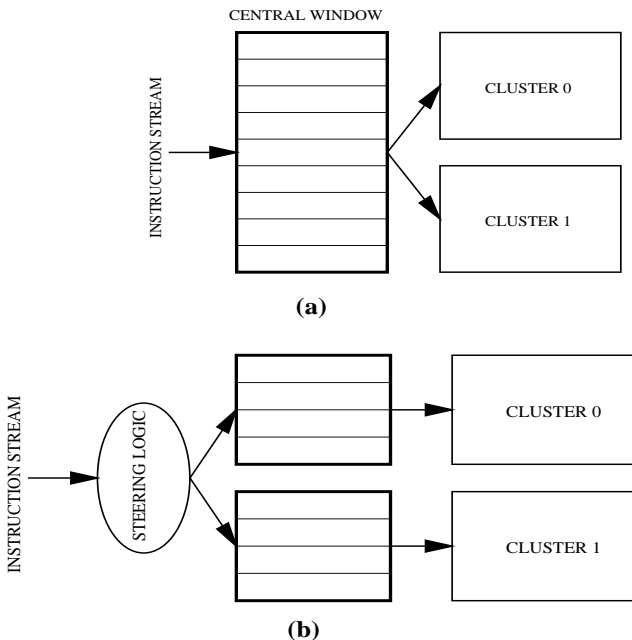 CENTRAL WINDOW
INSTRUCTION STREAM
CLUSTER 0
CLUSTER 1
(a)
INSTRUCTION STREAM
STEERING LOGIC
CLUSTER 0
CLUSTER 1
(b)